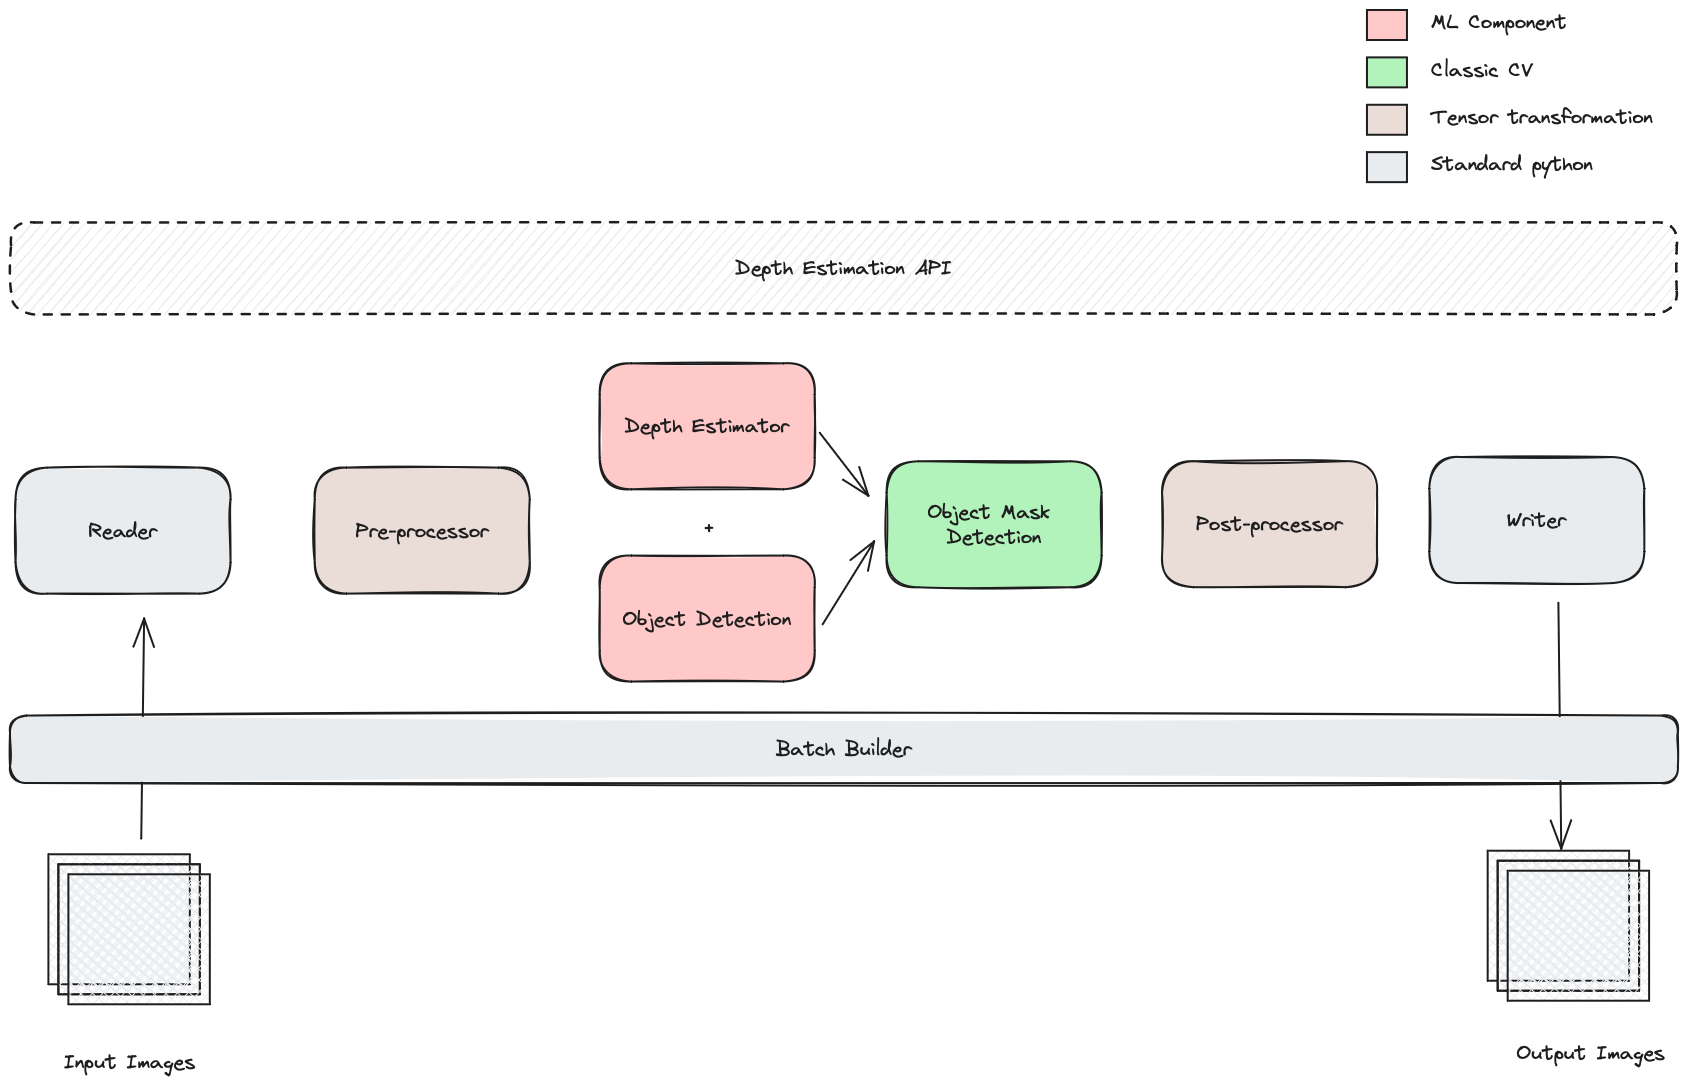 ML Component
Classic CV
Tensor transformation
Standard python
Depth Estimation API
Depth Estimator
Reader
Pre-processor
+
Object Mask
Detection
Post-processor
Writer
Object Detection
Batch Builder
Input Images
Output Images